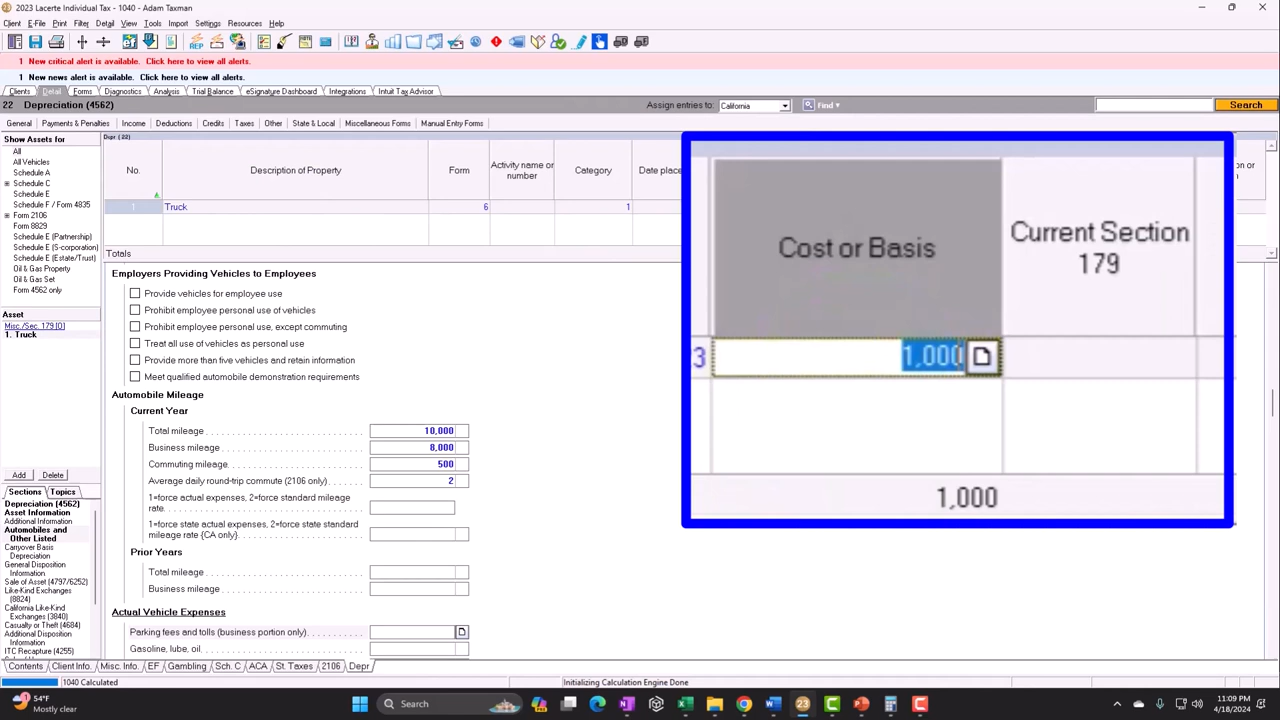 2023 Lacerte Individual Tax - 1040 - Adam Taxman
Client E-File Print Filter Detail View Tools Import Settings Resources Help
1 New critical alert is available. Click here to view all alerts.
1 New news alert is available. Click here to view all alerts.
Clients Detail Forms Diagnostics Analysis Trial Balance eSignature Dashboard Integrations Intuit Tax Advisor
22 Depreciation (4562) Assign entries to: California Find Search
General Payments & Penalties Income Deductions Credits Taxes Other State & Local Miscellaneous Forms Manual Entry Forms
Show Assets for
All
All Vehicles
Schedule A
Schedule C
Schedule E
Schedule F / Form 4835
Form 2106
Form 8829
Schedule E (Partnership)
Schedule E (S-corporation)
Schedule E (Estate/Trust)
Oil & Gas Property
Oil & Gas Set
Form 4562 only
Asset
Misc./Sec. 179 [O]
1. Truck
Add Delete
Sections Topics
Depreciation (4562)
Asset Information
Additional Information
Automobiles and
Other Listed
Carryover Basis
Depreciation
General Disposition
Information
Sale of Asset (4797/6252)
Like-Kind Exchanges
(8824)
California Like-Kind
Exchanges (3840)
Casualty or Theft (4684)
Additional Disposition
Information
ITC Recapture (4255)
Depr (22)
No. Description of Property Form Activity name or number Category Date place
1 Truck 6 1
Totals
Employers Providing Vehicles to Employees
Provide vehicles for employee use
Prohibit employee personal use of vehicles
Prohibit employee personal use, except commuting
Treat all use of vehicles as personal use
Provide more than five vehicles and retain information
Meet qualified automobile demonstration requirements
Automobile Mileage
Current Year
Total mileage 10,000
Business mileage 8,000
Commuting mileage 500
Average daily round-trip commute (2106 only) 2
1=force actual expenses, 2=force standard mileage
rate
1=force state actual expenses, 2=force state standard
mileage rate {CA only}
Prior Years
Total mileage
Business mileage
Actual Vehicle Expenses
Parking fees and tolls (business portion only)
Gasoline, lube, oil
Cost or Basis
Current Section
179
3 1,000
1,000
Contents Client Info. Misc. Info. EF Gambling Sch. C ACA St. Taxes 2106 Depr
1040 Calculated Initializing Calculation Engine Done
54°F
Mostly clear
Search
11:09 PM
4/18/2024